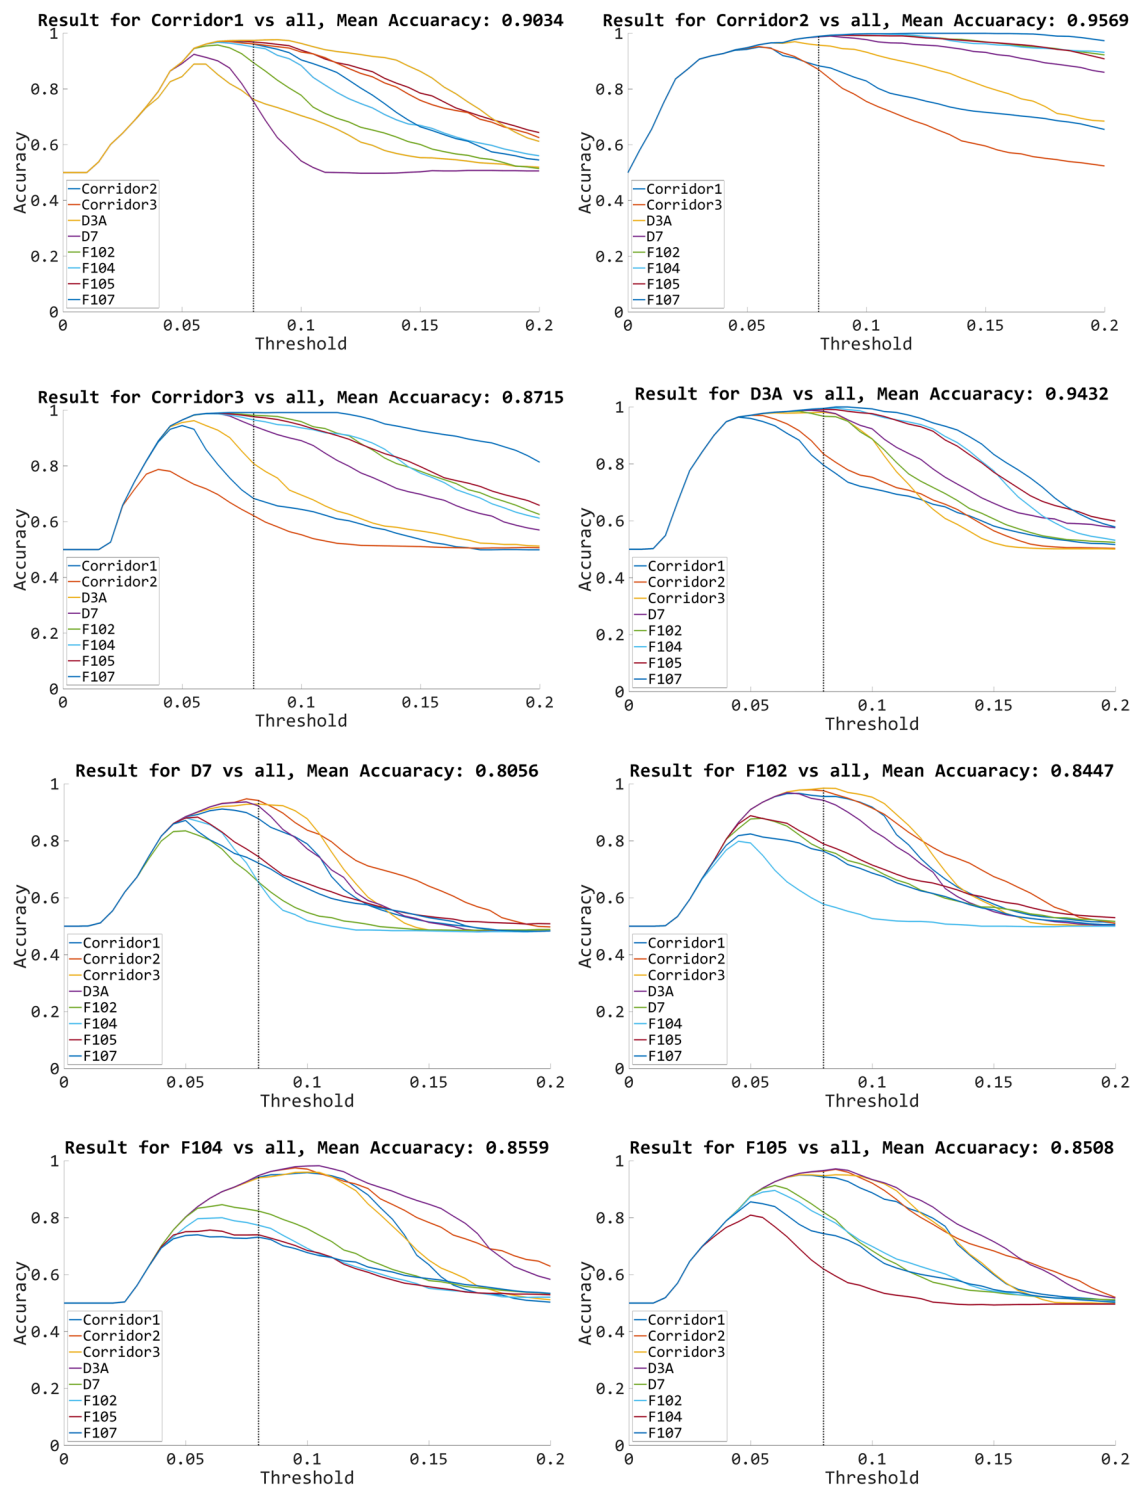 Result for Corridor1 vs all, Mean Accuaracy: 0.9034
1
0.8
0.6
0.4
0.2
0
Accuracy
Corridor2
Corridor3
D3A
D7
F102
F104
F105
F107
0 0.05 0.1 0.15 0.2
Threshold
Result for Corridor2 vs all, Mean Accuaracy: 0.9569
1
0.8
0.6
0.4
0.2
0
Accuracy
Corridor1
Corridor3
D3A
D7
F102
F104
F105
F107
0 0.05 0.1 0.15 0.2
Threshold
Result for Corridor3 vs all, Mean Accuaracy: 0.8715
1
0.8
0.6
0.4
0.2
0
Accuracy
Corridor1
Corridor2
D3A
D7
F102
F104
F105
F107
0 0.05 0.1 0.15 0.2
Threshold
Result for D3A vs all, Mean Accuaracy: 0.9432
1
0.8
0.6
0.4
0.2
0
Accuracy
Corridor1
Corridor2
Corridor3
D7
F102
F104
F105
F107
0 0.05 0.1 0.15 0.2
Threshold
Result for D7 vs all, Mean Accuaracy: 0.8056
1
0.8
0.6
0.4
0.2
0
Accuracy
Corridor1
Corridor2
Corridor3
D3A
F102
F104
F105
F107
0 0.05 0.1 0.15 0.2
Threshold
Result for F102 vs all, Mean Accuaracy: 0.8447
1
0.8
0.6
0.4
0.2
0
Accuracy
Corridor1
Corridor2
Corridor3
D3A
D7
F104
F105
F107
0 0.05 0.1 0.15 0.2
Threshold
Result for F104 vs all, Mean Accuaracy: 0.8559
1
0.8
0.6
0.4
0.2
0
Accuracy
Corridor1
Corridor2
Corridor3
D3A
D7
F102
F105
F107
0 0.05 0.1 0.15 0.2
Threshold
Result for F105 vs all, Mean Accuaracy: 0.8508
1
0.8
0.6
0.4
0.2
0
Accuracy
Corridor1
Corridor2
Corridor3
D3A
D7
F102
F104
F107
0 0.05 0.1 0.15 0.2
Threshold